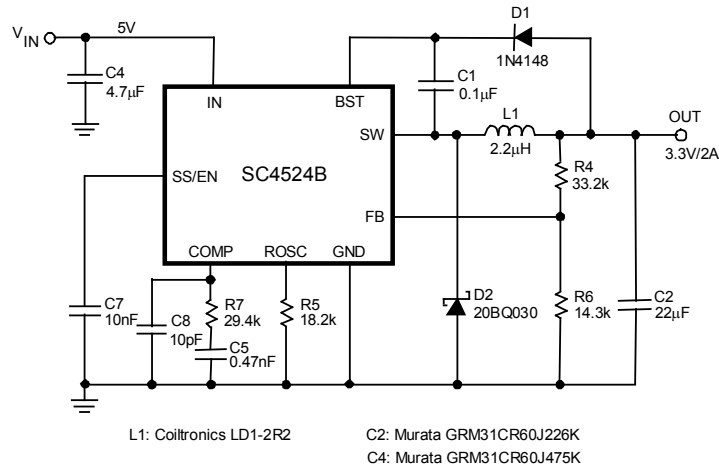 V IN
5V
C4
4.7μF
D1
1N4148
C1
0.1μF
IN
BST
L1
OUT
SW
2.2μH
3.3V/2A
SS/EN
SC4524B
R4
33.2k
FB
COMP
ROSC
GND
C7
10nF
C8
10pF
R7
29.4k
R5
18.2k
D2
20BQ030
R6
14.3k
C2
22μF
C5
0.47nF
L1: Coiltronics LD1-2R2
C2: Murata GRM31CR60J226K
C4: Murata GRM31CR60J475K